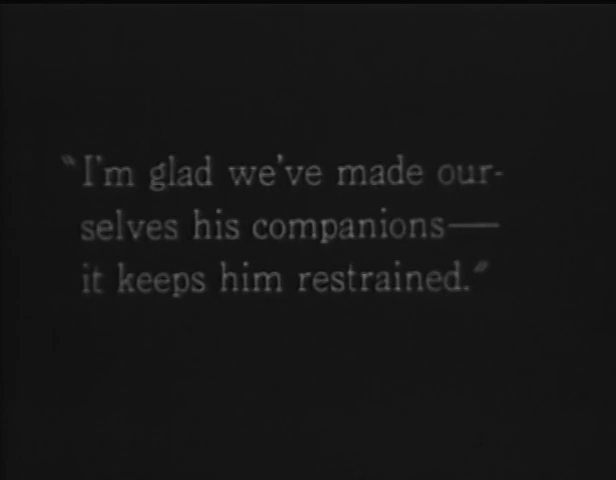 "I'm glad we've made our-
selves his companions—
it keeps him restrained."